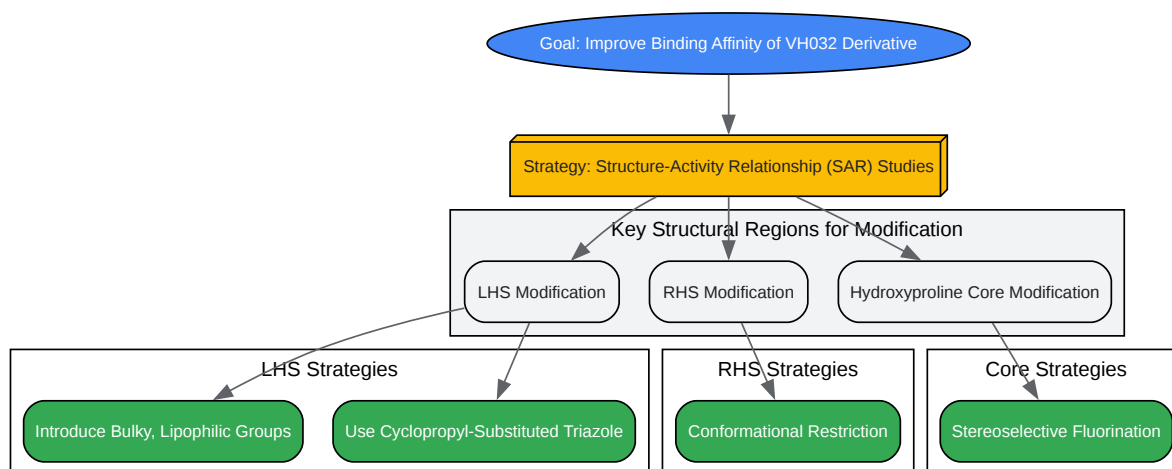 Goal: Improve Binding Affinity of VH032 Derivative
Strategy: Structure-Activity Relationship (SAR) Studies
Key Structural Regions for Modification
LHS Modification
RHS Modification
Hydroxyproline Core Modification
LHS Strategies
RHS Strategies
Core Strategies
Introduce Bulky, Lipophilic Groups
Use Cyclopropyl-Substituted Triazole
Conformational Restriction
Stereoselective Fluorination